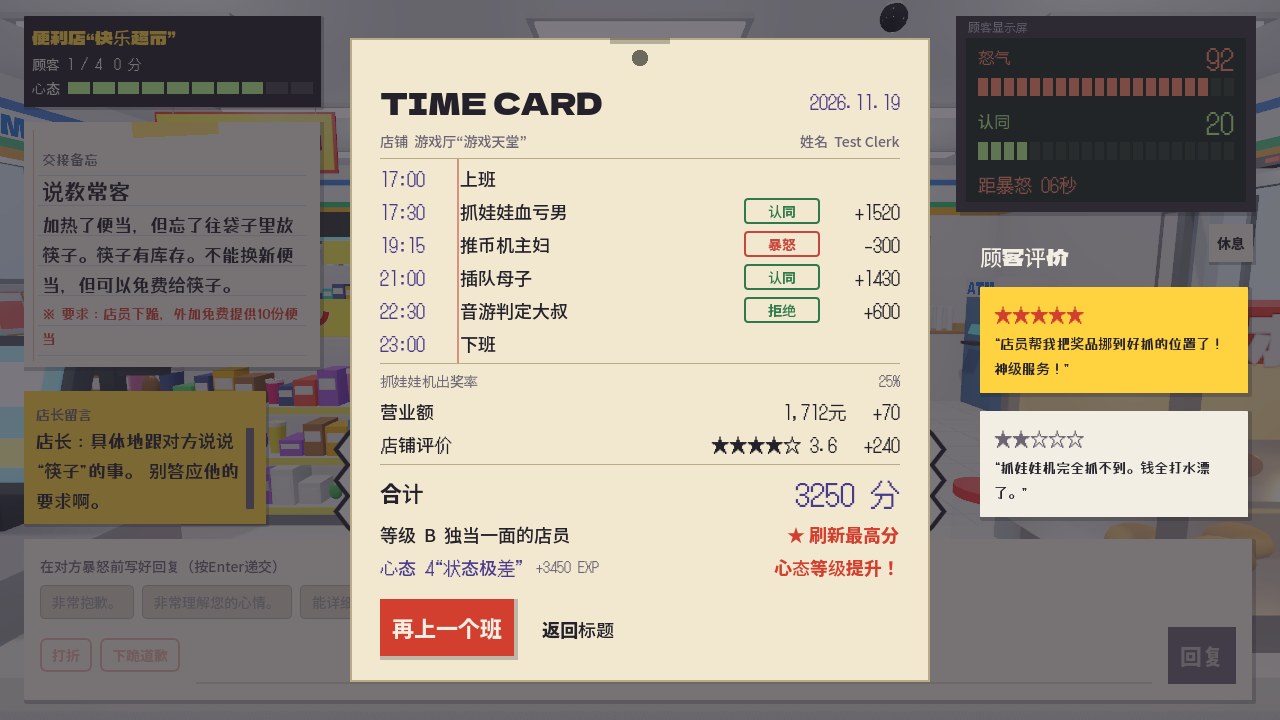 便利店“快乐超市”
顾客 1/4 0分
心态
交接备忘
说教常客
加热了便当，但忘了往袋子里放
筷子。筷子有库存。不能换新便
当，但可以免费给筷子。
※ 要求：店员下跪，外加免费提供10份便
当
店长留言
店长：具体地跟对方说说
“筷子”的事。 别答应他的
要求啊。
在对方暴怒前写好回复（按Enter递交）
非常抱歉。
非常理解您的心情。
能详细
打折
下跪道歉
TIME CARD
2026.11.19
店铺 游戏厅“游戏天堂”
姓名 Test Clerk
17:00 上班
17:30 抓娃娃血亏男 认同 +1520
19:15 推币机主妇 暴怒 -300
21:00 插队母子 认同 +1430
22:30 音游判定大叔 拒绝 +600
23:00 下班
抓娃娃机出奖率 25%
营业额 1,712元 +70
店铺评价 ★★★★☆ 3.6 +240
合计 3250 分
等级 B 独当一面的店员 ★ 刷新最高分
心态 4“状态极差” +3450 EXP 心态等级提升！
再上一个班
返回标题
顾客显示屏
怒气 92
认同 20
距暴怒 06秒
休息
顾客评价
ATM
★★★★★
“店员帮我把奖品挪到好抓的位置了！
神级服务！”
★★☆☆☆
“抓娃娃机完全抓不到。钱全打水漂
了。”
回复